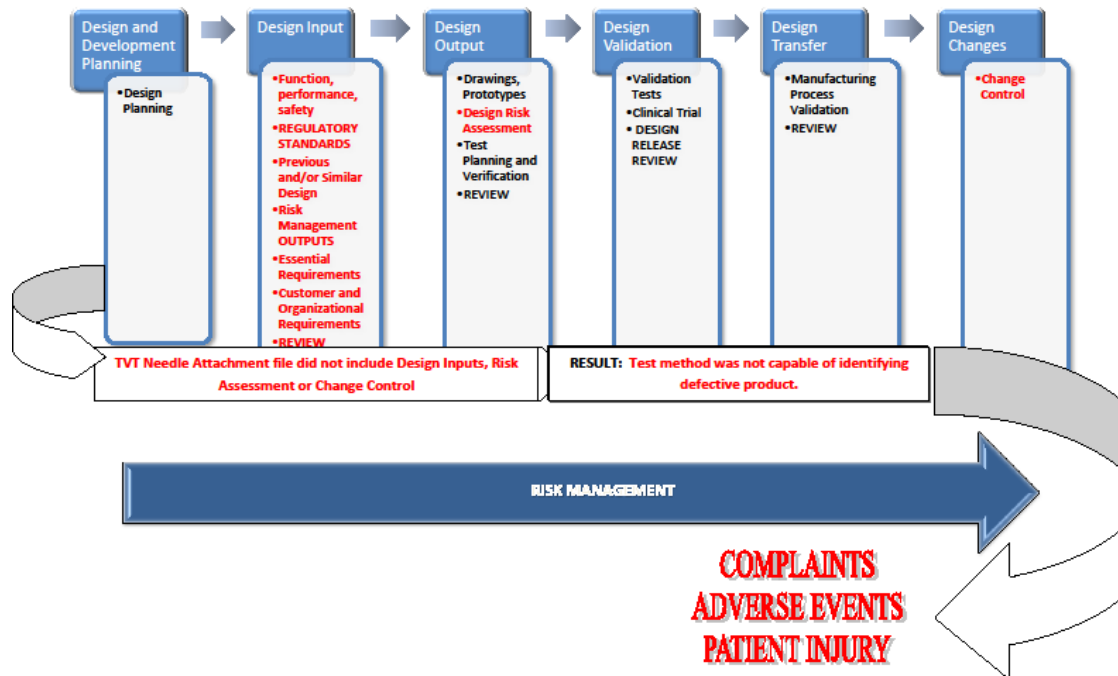 Design and
Development
Planning
•Design
Planning
Design Input
•Function,
performance,
safety
•REGULATORY
STANDARDS
•Previous
and/or Similar
Design
•Risk
Management
OUTPUTS
•Essential
Requirements
•Customer and
Organizational
Requirements
•REVIEW
Design
Output
•Drawings,
Prototypes
•Design Risk
Assessment
•Test
Planning and
Verification
•REVIEW
Design
Validation
•Validation
Tests
•Clinical Trial
• DESIGN
RELEASE
REVIEW
Design
Transfer
•Manufacturing
Process
Validation
•REVIEW
Design
Changes
•Change
Control
TVT Needle Attachment file did not include Design Inputs, Risk
Assessment or Change Control
RESULT: Test method was not capable of identifying
defective product.
RISK MANAGEMENT
COMPLAINTS
ADVERSE EVENTS
PATIENT INJURY